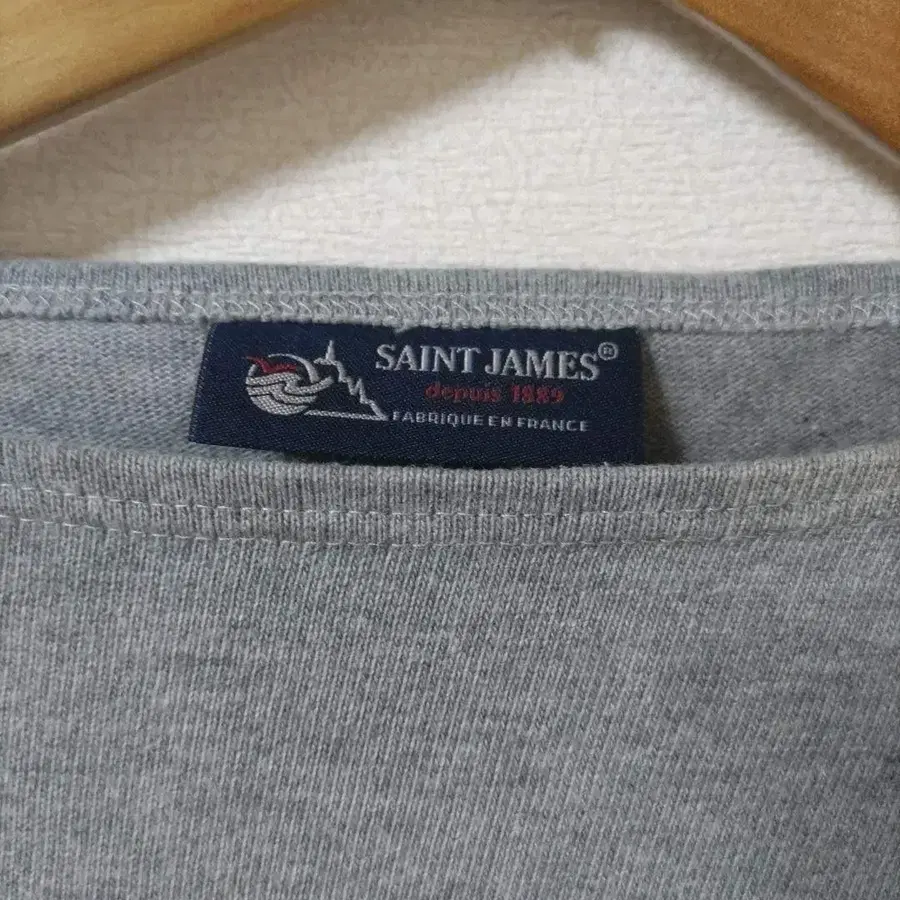 SAINT JAMES®
depuis 1889
FABRIQUE EN FRANCE